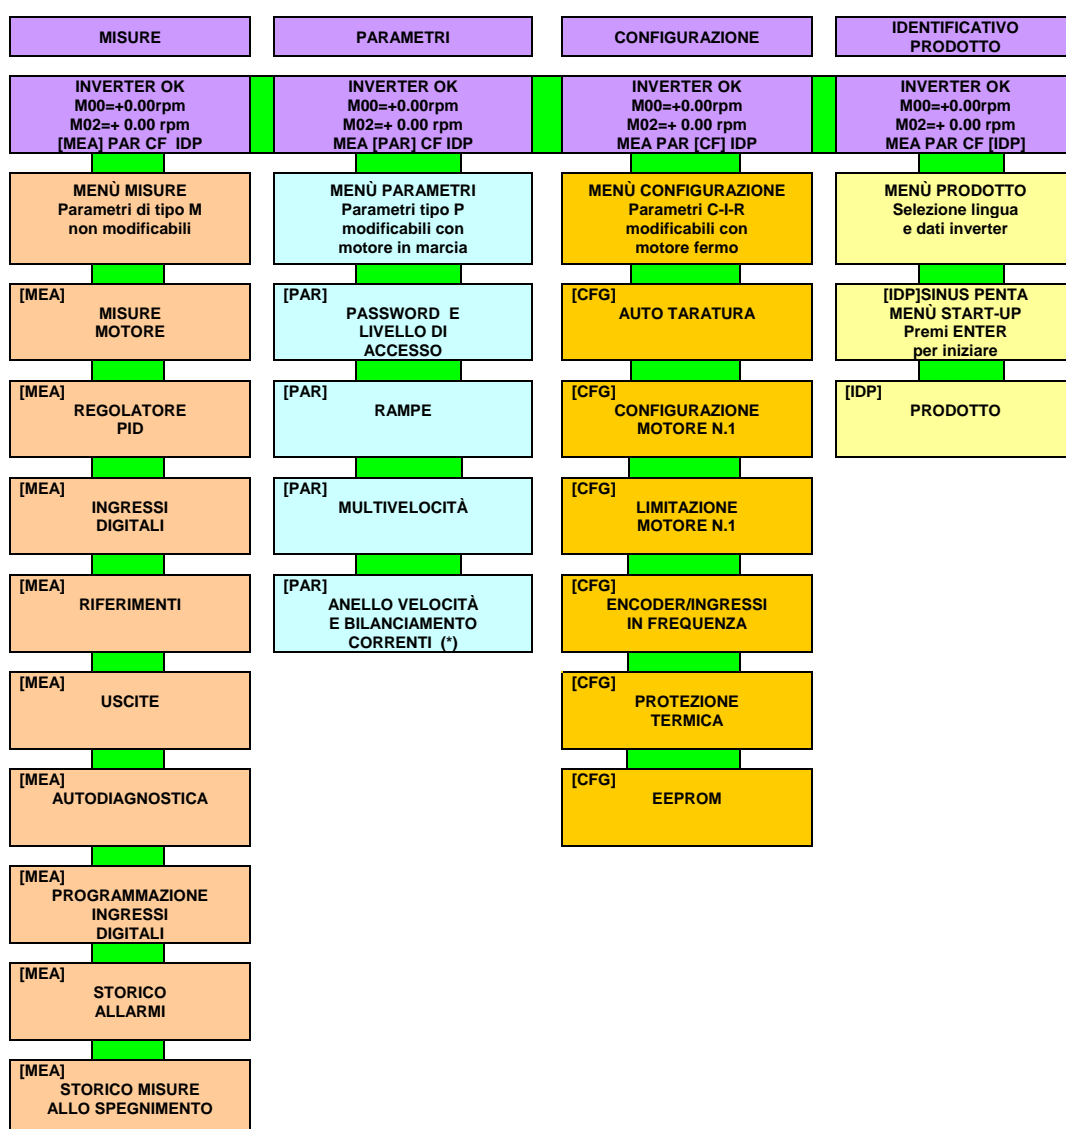 MISURE
PARAMETRI
CONFIGURAZIONE
IDENTIFICATIVO
PRODOTTO
INVERTER OK
M00=+0.00rpm
M02=+ 0.00 rpm
[MEA] PAR CF IDP
INVERTER OK
M00=+0.00rpm
M02=+ 0.00 rpm
MEA [PAR] CF IDP
INVERTER OK
M00=+0.00rpm
M02=+ 0.00 rpm
MEA PAR [CF] IDP
INVERTER OK
M00=+0.00rpm
M02=+ 0.00 rpm
MEA PAR CF [IDP]
MENÙ MISURE
Parametri di tipo M
non modificabili
MENÙ PARAMETRI
Parametri tipo P
modificabili con
motore in marcia
MENÙ CONFIGURAZIONE
Parametri C-I-R
modificabili con
motore fermo
MENÙ PRODOTTO
Selezione lingua
e dati inverter
[MEA]
MISURE
MOTORE
[PAR]
PASSWORD E
LIVELLO DI
ACCESSO
[CFG]
AUTO TARATURA
[IDP]SINUS PENTA
MENÙ START-UP
Premi ENTER
per iniziare
[MEA]
REGOLATORE
PID
[PAR]
RAMPE
[CFG]
CONFIGURAZIONE
MOTORE N.1
[IDP]
PRODOTTO
[MEA]
INGRESSI
DIGITALI
[PAR]
MULTIVELOCITÀ
[CFG]
LIMITAZIONE
MOTORE N.1
[MEA]
RIFERIMENTI
[PAR]
ANELLO VELOCITÀ
E BILANCIAMENTO
CORRENTI (*)
[CFG]
ENCODER/INGRESSI
IN FREQUENZA
[MEA]
USCITE
[CFG]
PROTEZIONE
TERMICA
[MEA]
AUTODIAGNOSTICA
[CFG]
EEPROM
[MEA]
PROGRAMMAZIONE
INGRESSI
DIGITALI
[MEA]
STORICO
ALLARMI
[MEA]
STORICO MISURE
ALLO SPEGNIMENTO